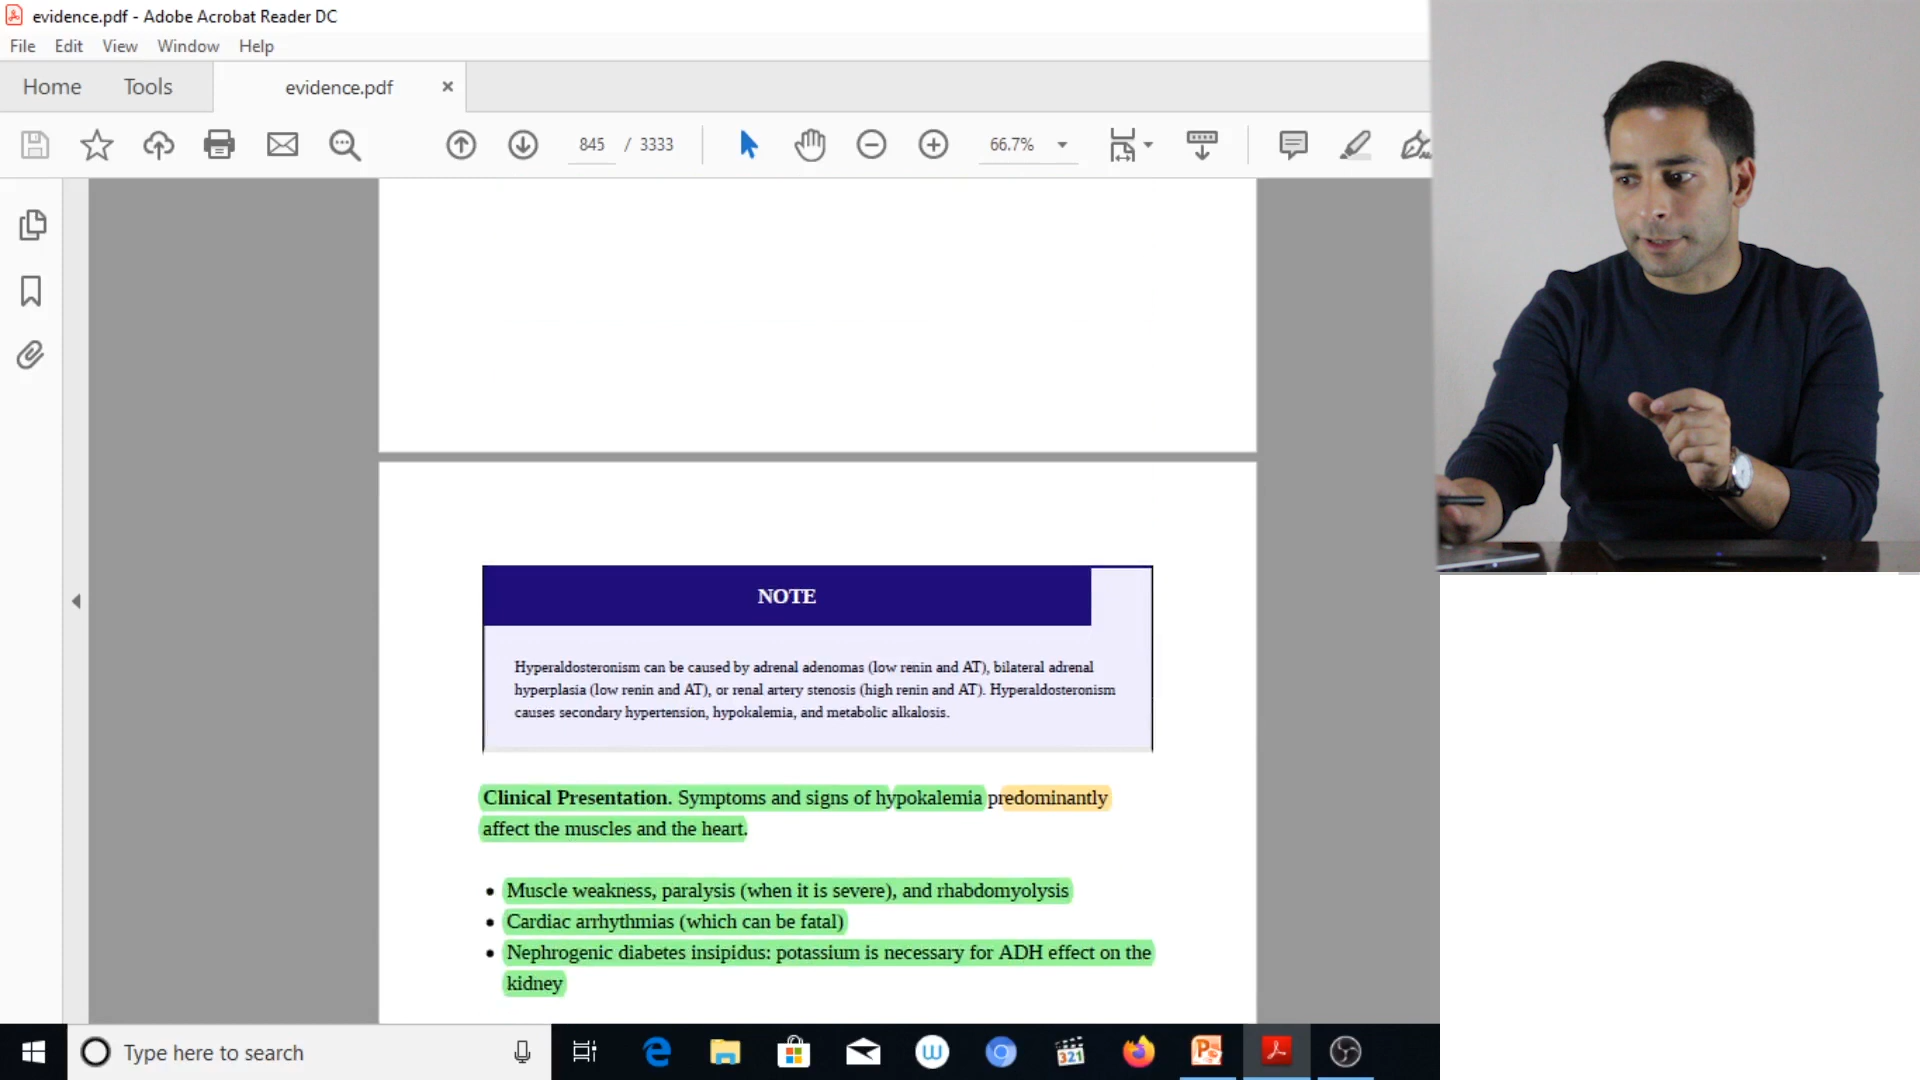 evidence.pdf - Adobe Acrobat Reader DC
File Edit View Window Help
Home Tools evidence.pdf
845 / 3333 66.7%
NOTE
Hyperaldosteronism can be caused by adrenal adenomas (low renin and AT), bilateral adrenal
hyperplasia (low renin and AT), or renal artery stenosis (high renin and AT). Hyperaldosteronism
causes secondary hypertension, hypokalemia, and metabolic alkalosis.
Clinical Presentation. Symptoms and signs of hypokalemia predominantly
affect the muscles and the heart.
• Muscle weakness, paralysis (when it is severe), and rhabdomyolysis
• Cardiac arrhythmias (which can be fatal)
• Nephrogenic diabetes insipidus: potassium is necessary for ADH effect on the
kidney
Type here to search
321